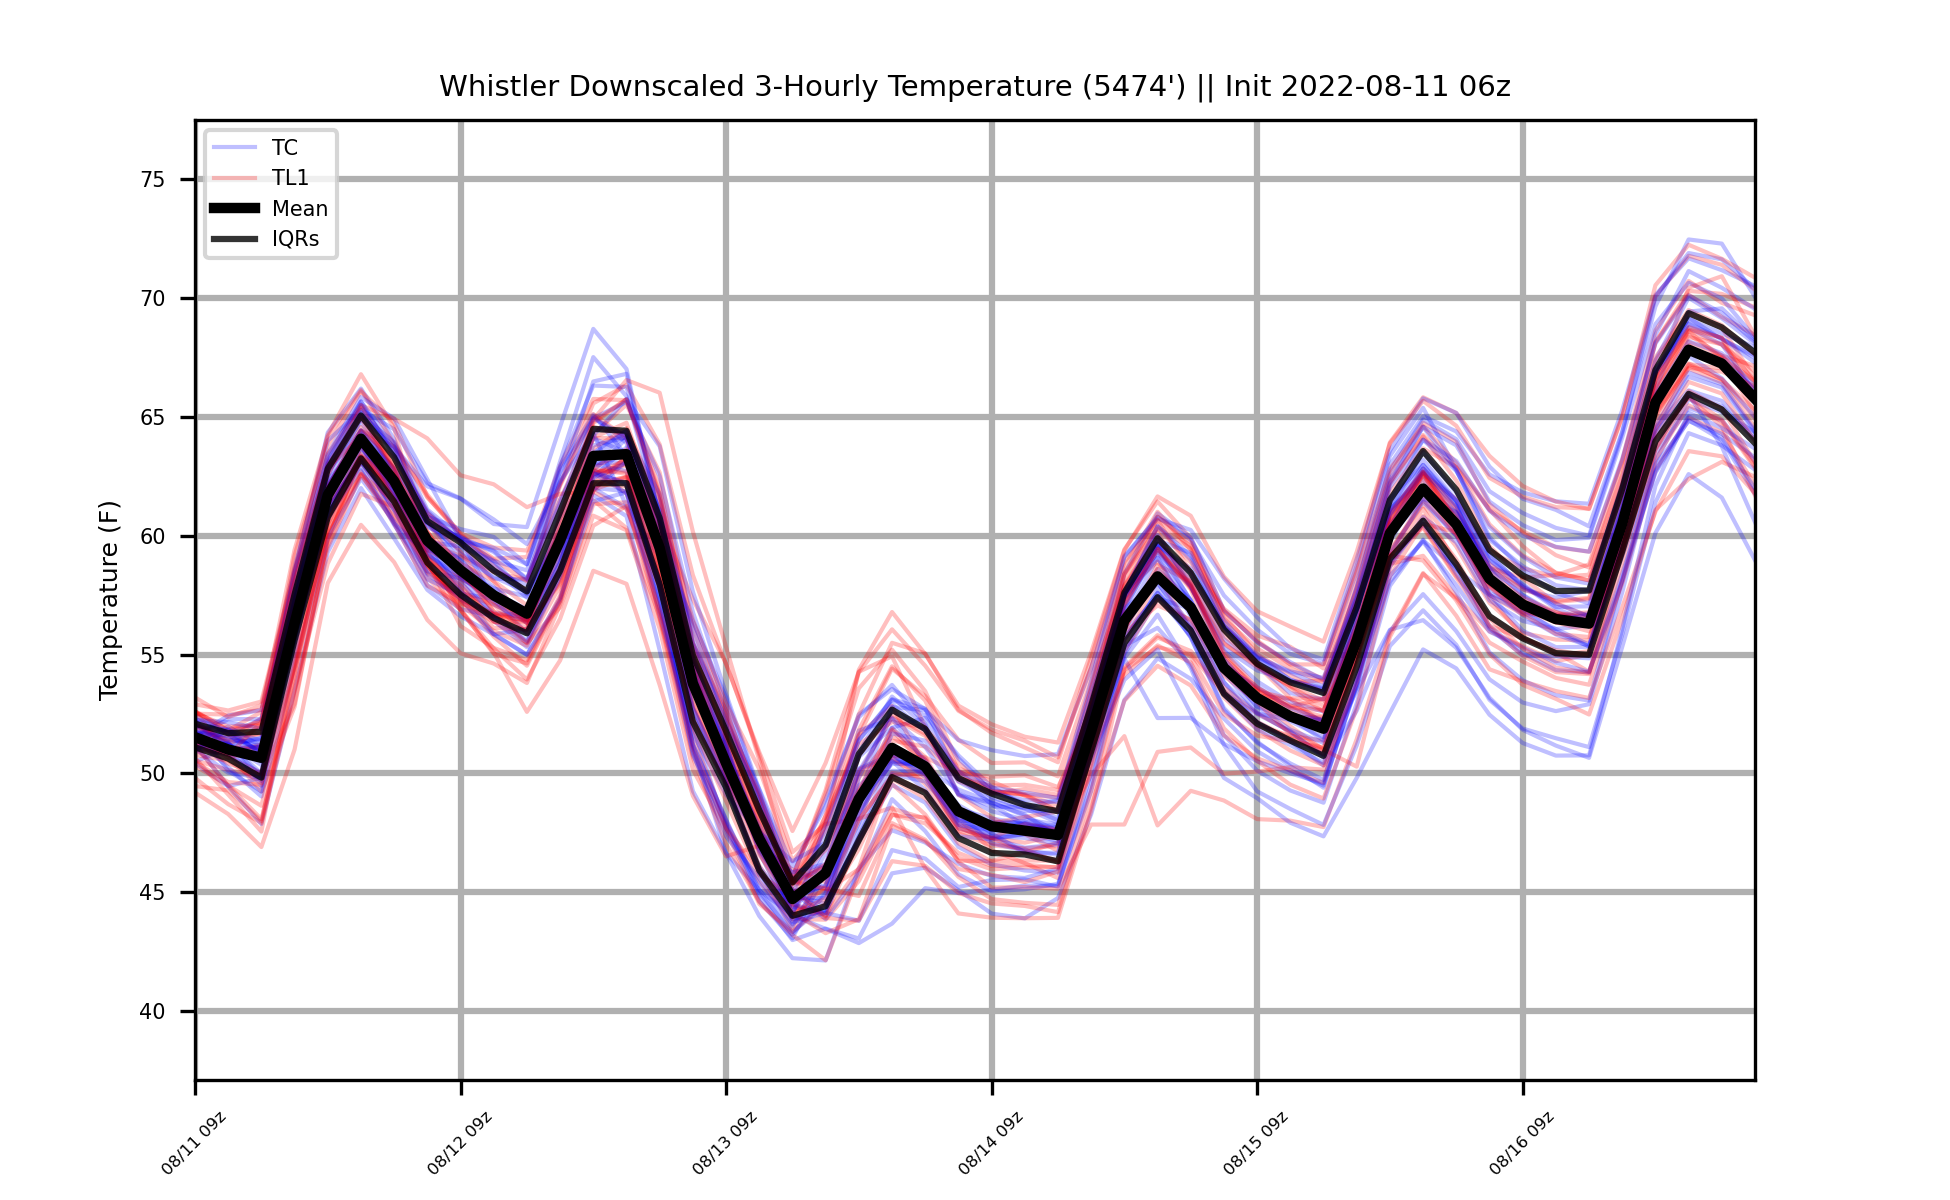 Whistler Downscaled 3-Hourly Temperature (5474') || Init 2022-08-11 06z
TC
TL1
Mean
IQRs
Temperature (F)
75
70
65
60
55
50
45
40
08/11 09z
08/12 09z
08/13 09z
08/14 09z
08/15 09z
08/16 09z